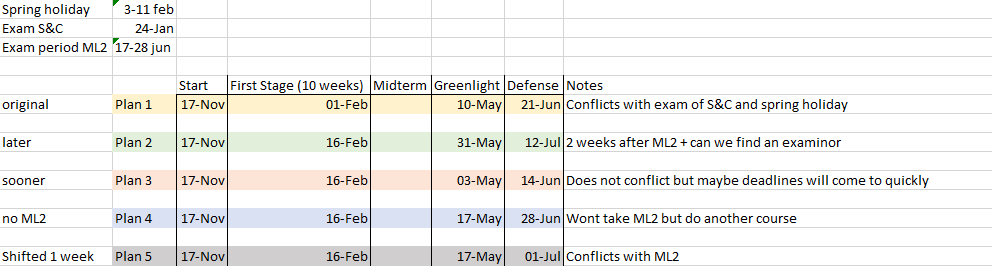 Spring holiday 3-11 feb
Exam S&C 24-Jan
Exam period ML2 17-28 jun
Start First Stage (10 weeks) Midterm Greenlight Defense Notes
original Plan 1 17-Nov 01-Feb 10-May 21-Jun Conflicts with exam of S&C and spring holiday
later Plan 2 17-Nov 16-Feb 31-May 12-Jul 2 weeks after ML2 + can we find an examinor
sooner Plan 3 17-Nov 16-Feb 03-May 14-Jun Does not conflict but maybe deadlines will come to quickly
no ML2 Plan 4 17-Nov 16-Feb 17-May 28-Jun Wont take ML2 but do another course
Shifted 1 week Plan 5 17-Nov 16-Feb 17-May 01-Jul Conflicts with ML2